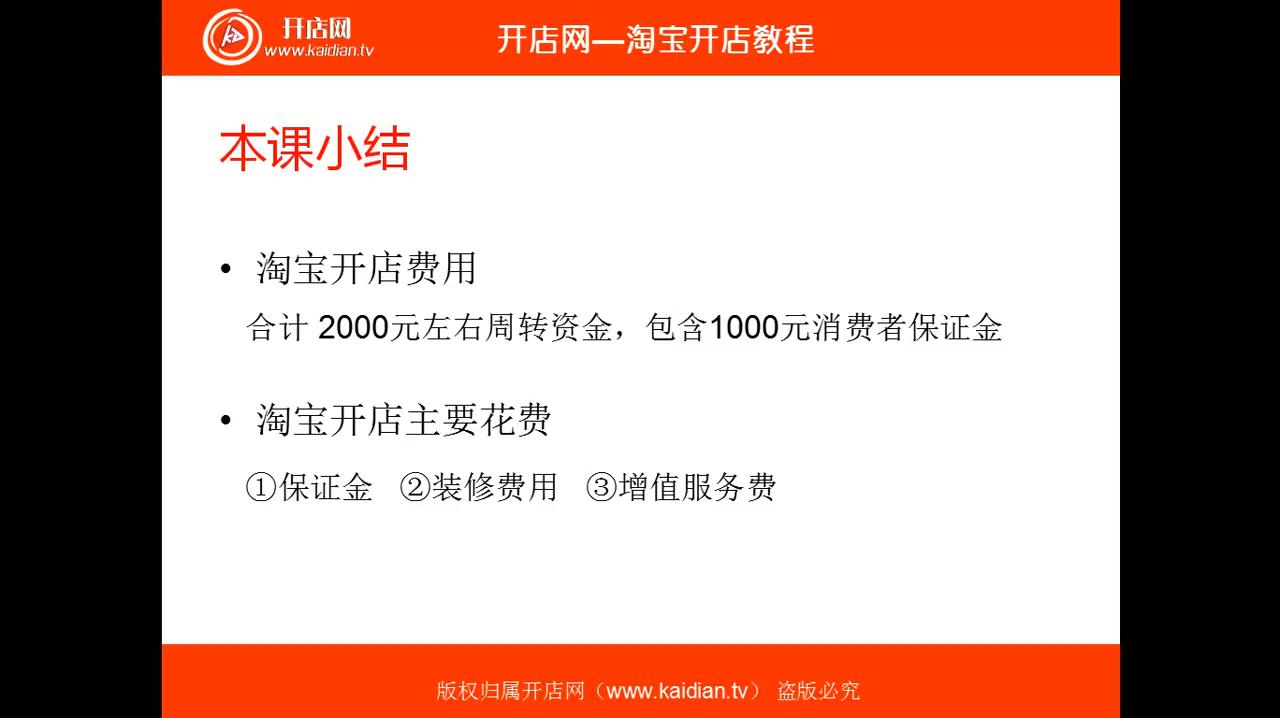 开店网
www.kaidian.tv
开店网—淘宝开店教程
本课小结
• 淘宝开店费用
合计 2000元左右周转资金，包含1000元消费者保证金
• 淘宝开店主要花费
①保证金 ②装修费用 ③增值服务费
版权归属开店网（www.kaidian.tv） 盗版必究